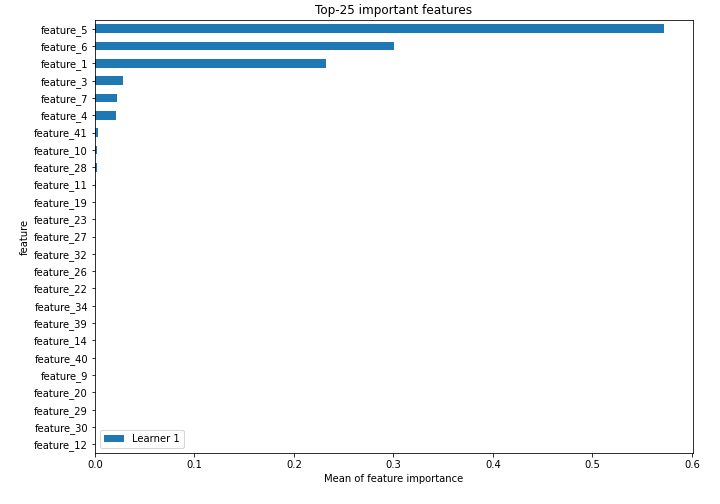 Top-25 important features
feature_5
feature_6
feature_1
feature_3
feature_7
feature_4
feature_41
feature_10
feature_28
feature_11
feature_19
feature_23
feature_27
feature_32
feature_26
feature_22
feature_34
feature_39
feature_14
feature_40
feature_9
feature_20
feature_29
feature_30
feature_12
feature
Learner 1
0.0 0.1 0.2 0.3 0.4 0.5 0.6
Mean of feature importance